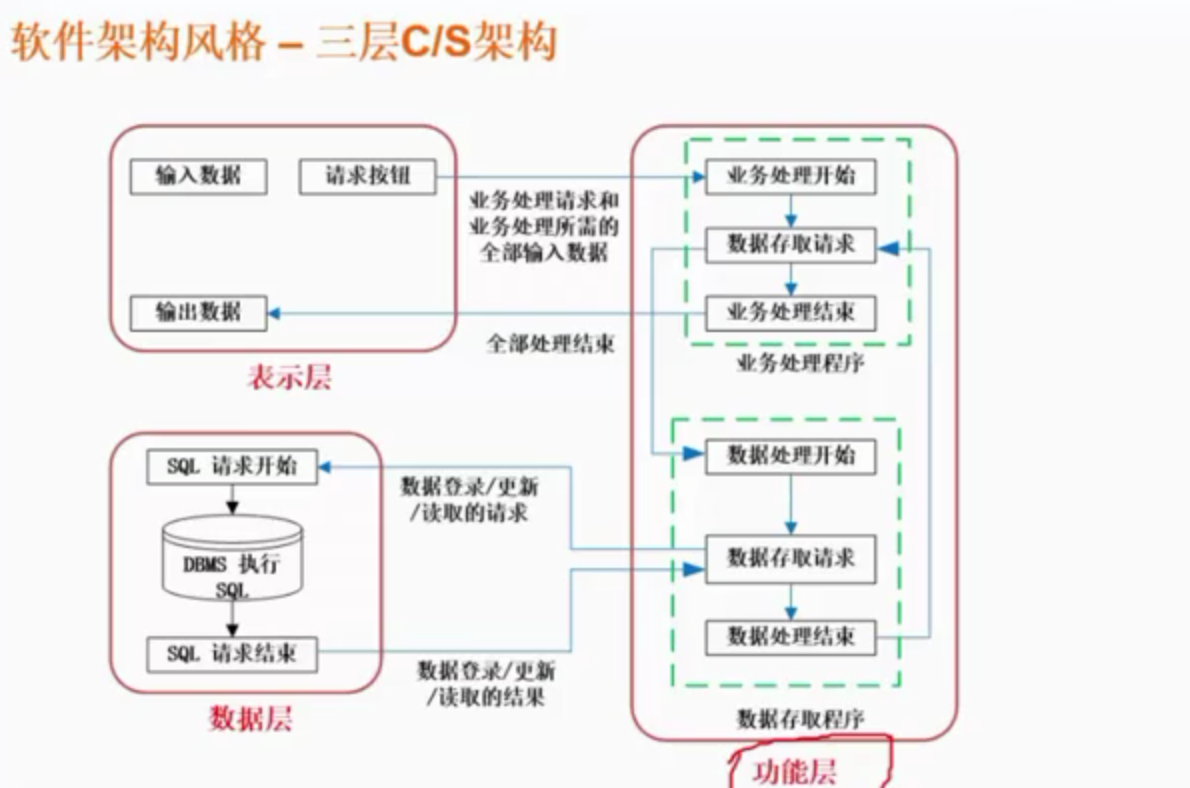 软件架构风格 – 三层C/S架构
输入数据
请求按钮
业务处理请求和
业务处理所需的
全部输入数据
输出数据
全部处理结束
表示层
业务处理开始
数据存取请求
业务处理结束
业务处理程序
SQL 请求开始
DBMS 执行
SQL
SQL 请求结束
数据层
数据登录/更新
/读取的请求
数据登录/更新
/读取的结果
数据处理开始
数据存取请求
数据处理结束
数据存取程序
功能层